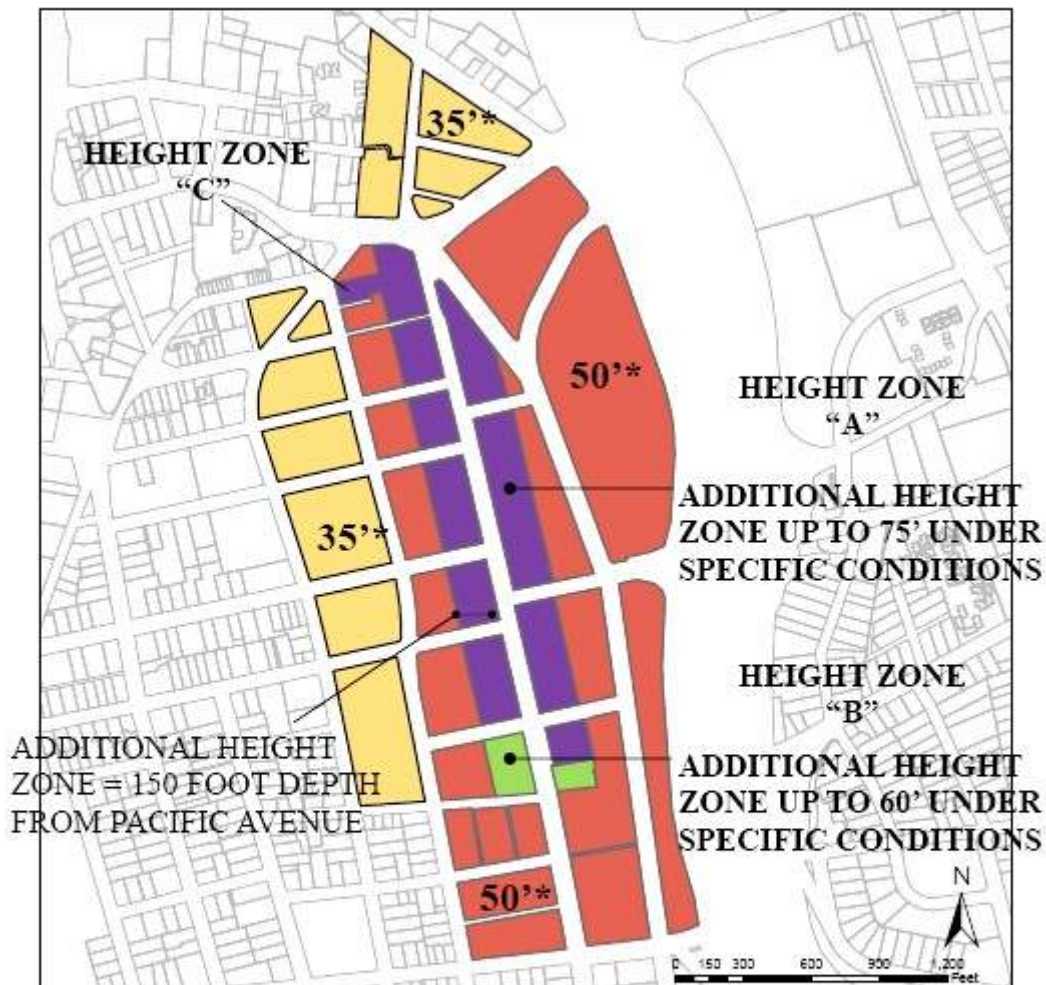 35’*
HEIGHT ZONE
“C”
50’*
HEIGHT ZONE
“A”
ADDITIONAL HEIGHT
ZONE UP TO 75’ UNDER
SPECIFIC CONDITIONS
35’*
HEIGHT ZONE
“B”
ADDITIONAL HEIGHT
ZONE = 150 FOOT DEPTH
FROM PACIFIC AVENUE
ADDITIONAL HEIGHT
ZONE UP TO 60’ UNDER
SPECIFIC CONDITIONS
50’*
N
0 150 300 600 900 1,200
Feet